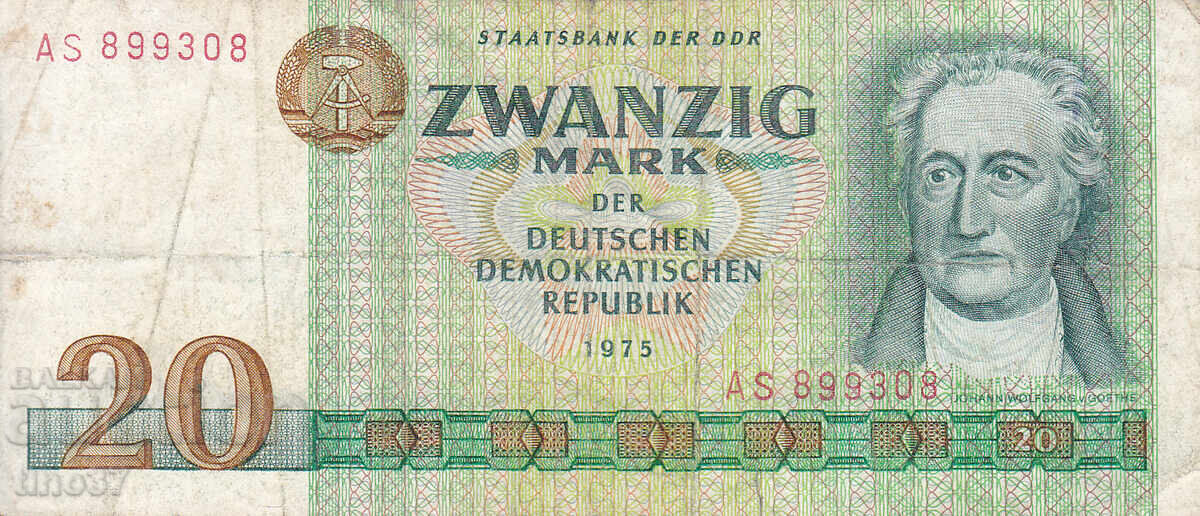 AS 899308
STAATSBANK DER DDR
ZWANZIG
MARK
DER
DEUTSCHEN
DEMOKRATISCHEN
REPUBLIK
1975
AS 899308
JOHANN WOLFGANG v. GOETHE
20
20
tino37